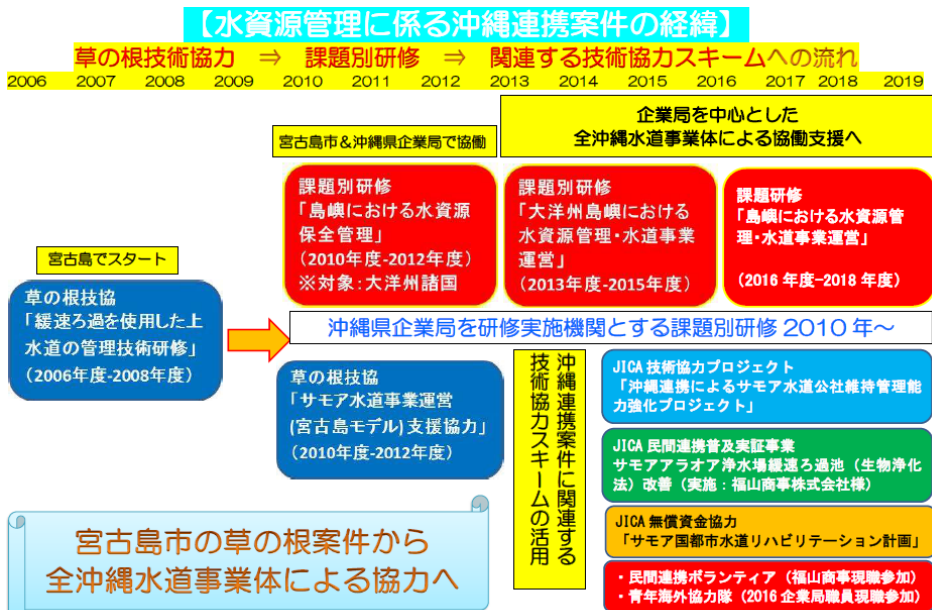 【水資源管理に係る沖縄連携案件の経緯】
草の根技術協力　⇒　課題別研修　⇒　関連する技術協力スキームへの流れ
2006 2007 2008 2009 2010 2011 2012 2013 2014 2015 2016 2017 2018 2019
企業局を中心とした
全沖縄水道事業体による協働支援へ
宮古島市＆沖縄県企業局で協働
課題別研修
「島嶼における水資源
保全管理」
(2010年度-2012年度)
※対象：大洋州諸国
課題別研修
「大洋州島嶼における
水資源管理・水道事業
運営」
(2013年度-2015年度)
課題研修
「島嶼における水資源管
理・水道事業運営」
(2016 年度-2018 年度)
宮古島でスタート
草の根技協
「緩速ろ過を使用した上
水道の管理技術研修」
(2006年度-2008年度)
沖縄県企業局を研修実施機関とする課題別研修 2010 年～
草の根技協
「サモア水道事業運営
(宮古島モデル)支援協力」
(2010年度-2012年度)
沖縄連携案件に関連する
技術協力スキームの活用
JICA 技術協力プロジェクト
「沖縄連携によるサモア水道公社維持管理能
力強化プロジェクト」
JICA 民間連携普及実証事業
サモアアラオア浄水場緩速ろ過池（生物浄化
法）改善（実施：福山商事株式会社様）
JICA 無償資金協力
「サモア国都市水道リハビリテーション計画」
・民間連携ボランティア（福山商事現職参加）
・青年海外協力隊（2016 企業局職員現職参加）
宮古島市の草の根案件から
全沖縄水道事業体による協力へ